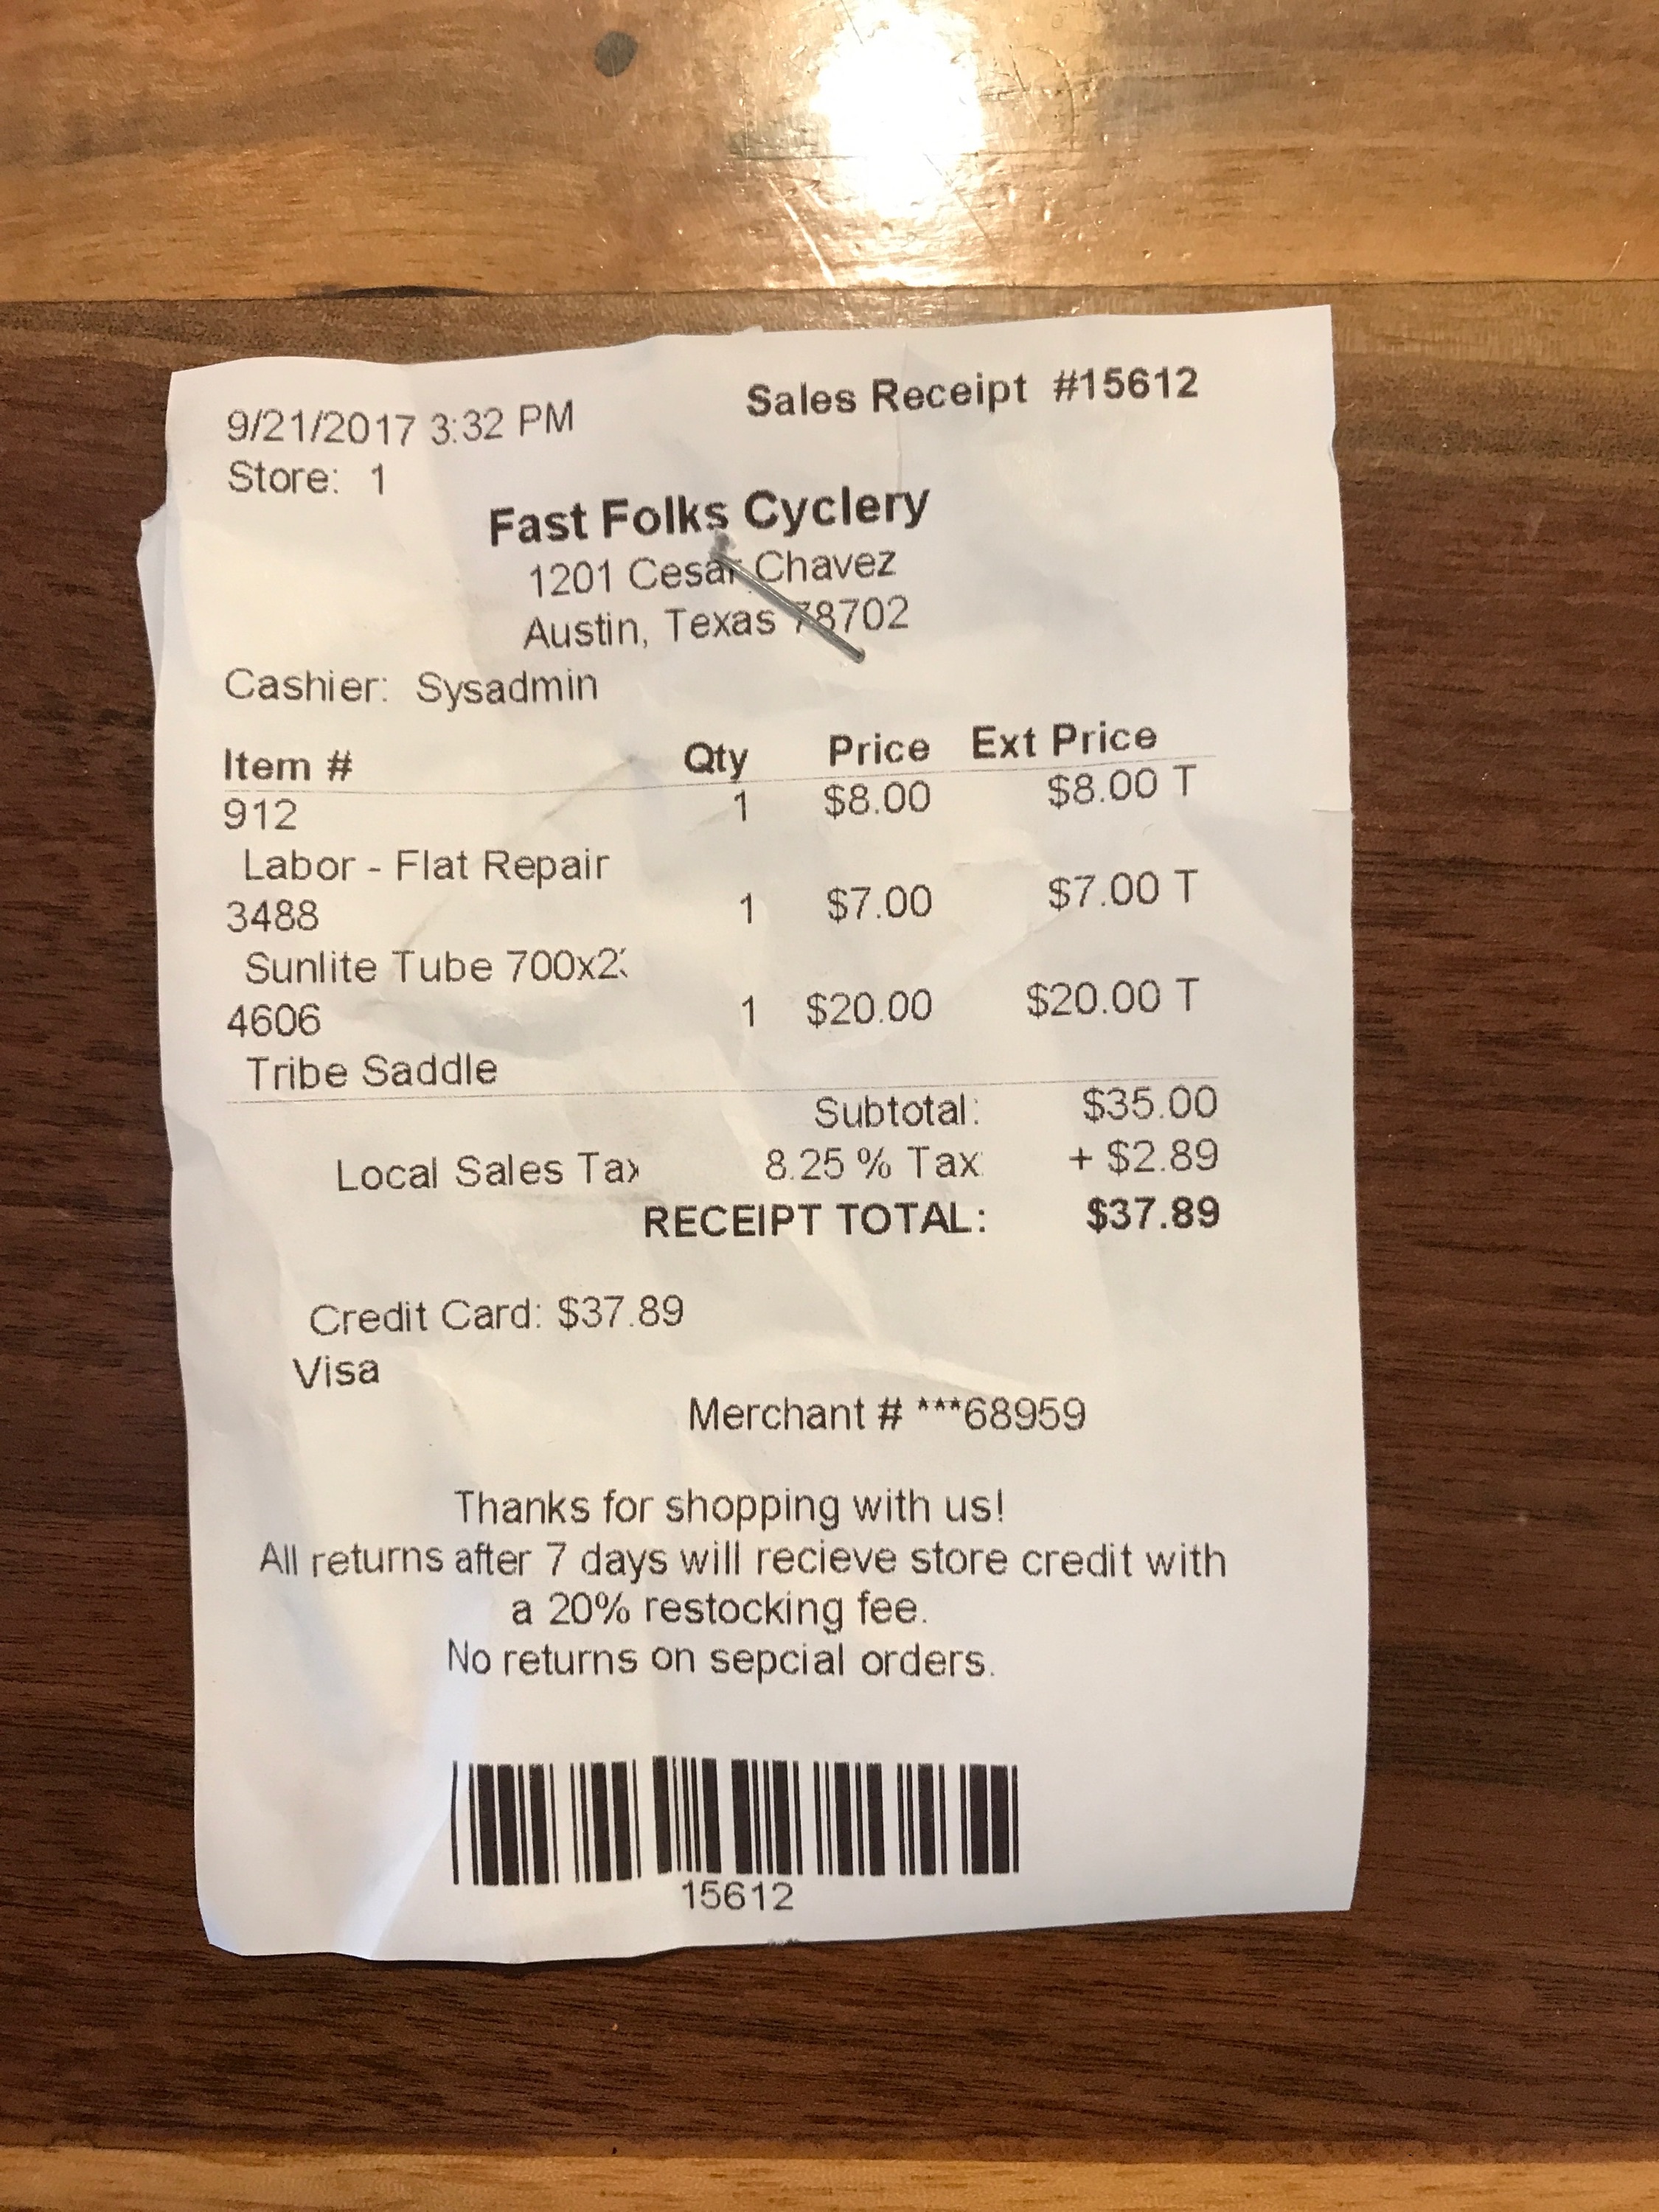 9/21/2017 3:32 PM Sales Receipt #15612
Store: 1
Fast Folks Cyclery
1201 Cesar Chavez
Austin, Texas 78702
Cashier: Sysadmin
Item # Qty Price Ext Price
912 1 $8.00 $8.00 T
Labor - Flat Repair
3488 1 $7.00 $7.00 T
Sunlite Tube 700x2
4606 1 $20.00 $20.00 T
Tribe Saddle
Subtotal: $35.00
Local Sales Tax 8.25 % Tax: + $2.89
RECEIPT TOTAL: $37.89
Credit Card: $37.89
Visa
Merchant # ***68959
Thanks for shopping with us!
All returns after 7 days will recieve store credit with
a 20% restocking fee.
No returns on sepcial orders.
15612